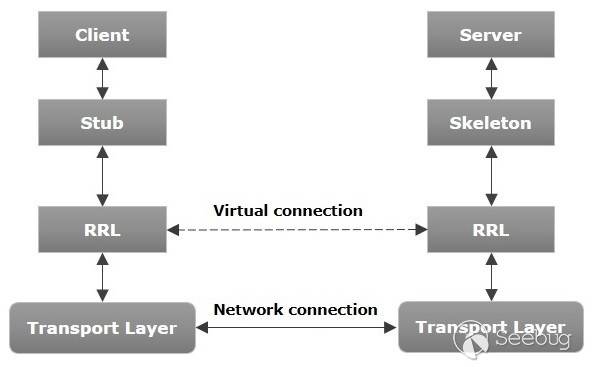 Client
Server
Stub
Skeleton
Virtual connection
RRL
RRL
Network connection
Transport Layer
Transport Layer
Seebug